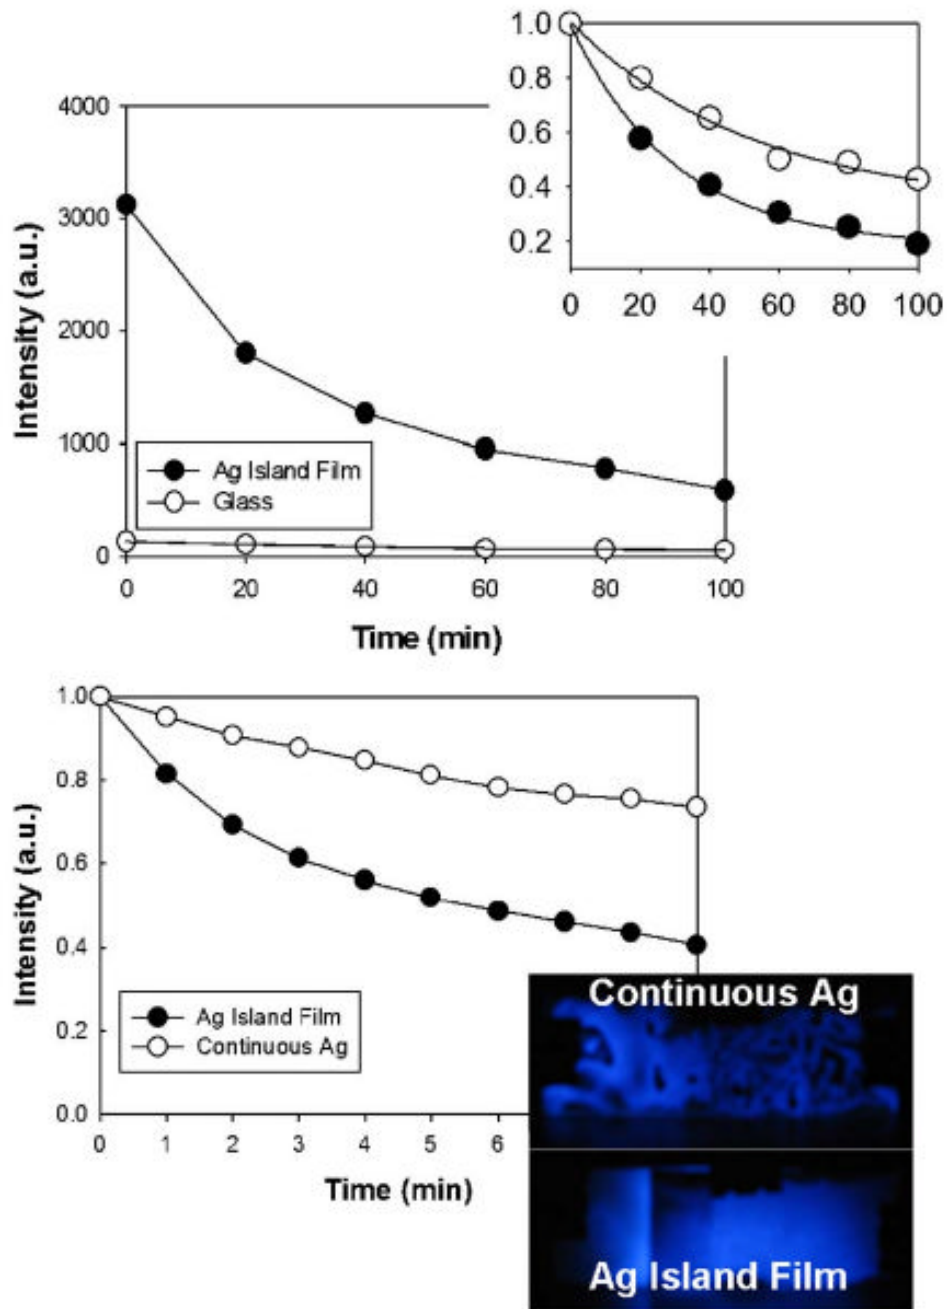 1.0
0.8
0.6
0.4
0.2
0 20 40 60 80 100
4000
3000
2000
1000
0
Intensity (a.u.)
Ag Island Film
Glass
0 20 40 60 80 100
Time (min)
1.0
0.8
0.6
0.4
0.2
0.0
Intensity (a.u.)
Ag Island Film
Continuous Ag
0 1 2 3 4 5 6
Time (min)
Continuous Ag
Ag Island Film